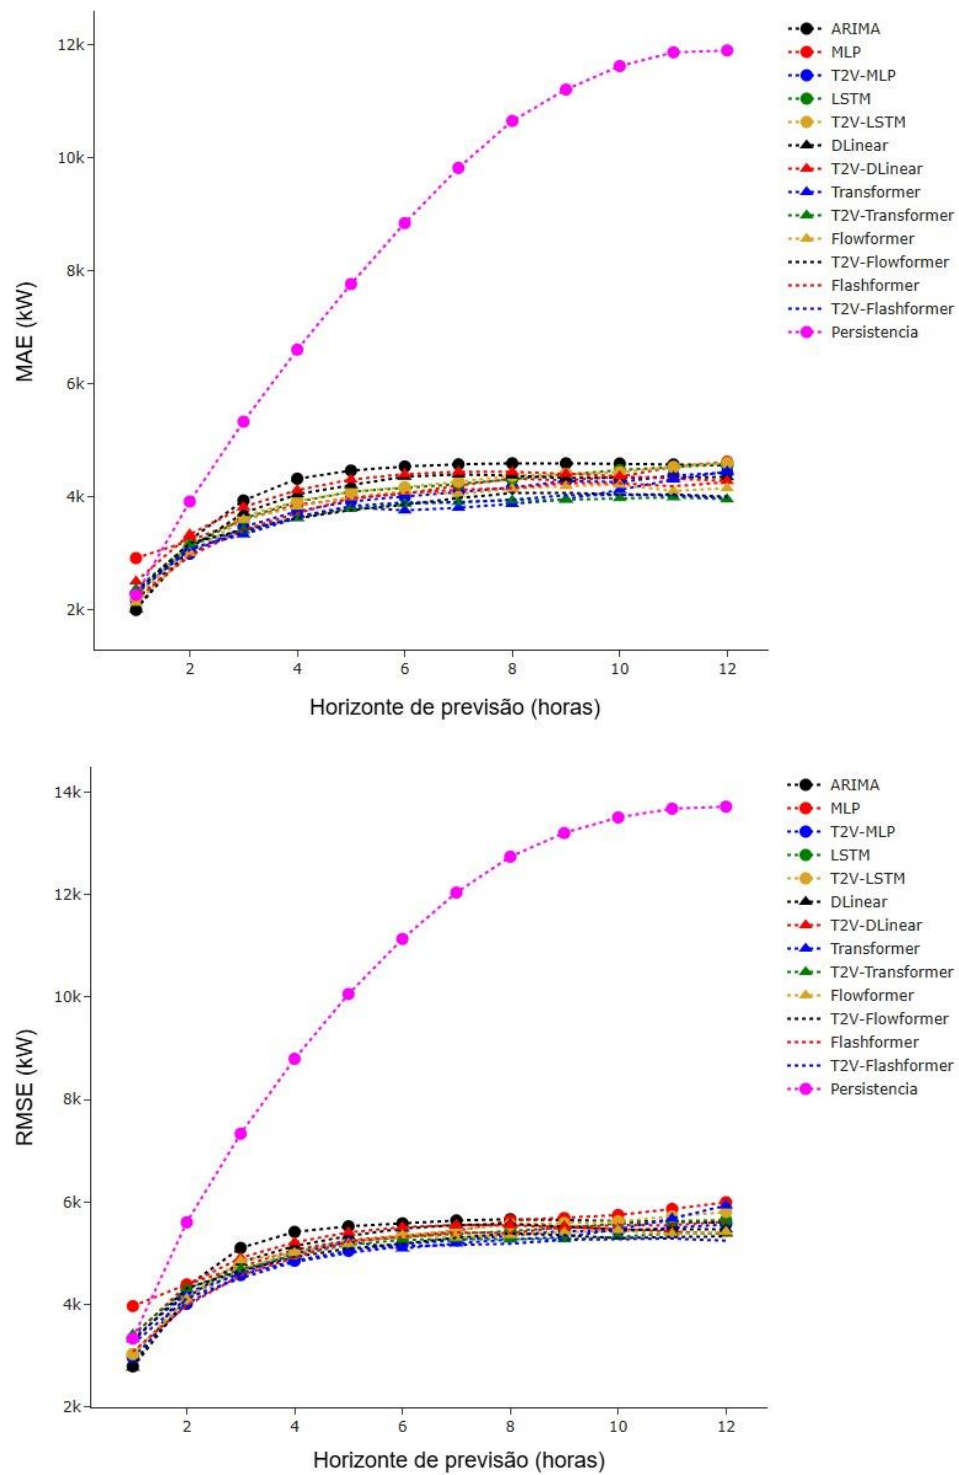 12k
10k
8k
6k
4k
2k
MAE (kW)
2
4
6
8
10
12
Horizonte de previsão (horas)
ARIMA
MLP
T2V-MLP
LSTM
T2V-LSTM
DLinear
T2V-DLinear
Transformer
T2V-Transformer
Flowformer
T2V-Flowformer
Flashformer
T2V-Flashformer
Persistencia
14k
12k
10k
8k
6k
4k
2k
RMSE (kW)
2
4
6
8
10
12
Horizonte de previsão (horas)
ARIMA
MLP
T2V-MLP
LSTM
T2V-LSTM
DLinear
T2V-DLinear
Transformer
T2V-Transformer
Flowformer
T2V-Flowformer
Flashformer
T2V-Flashformer
Persistencia